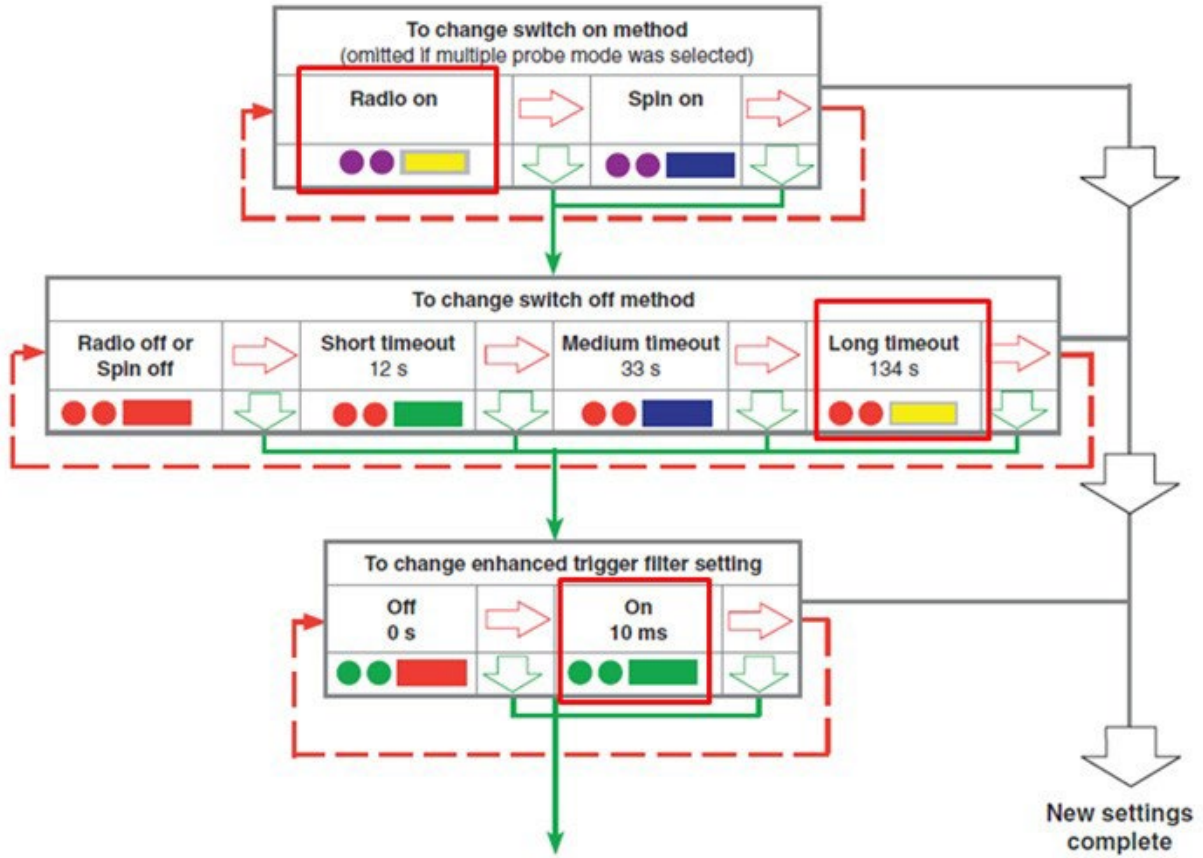 To change switch on method
(omitted if multiple probe mode was selected)
Radio on
Spin on
To change switch off method
Radio off or
Spin off
Short timeout
12 s
Medium timeout
33 s
Long timeout
134 s
To change enhanced trigger filter setting
Off
0 s
On
10 ms
New settings
complete